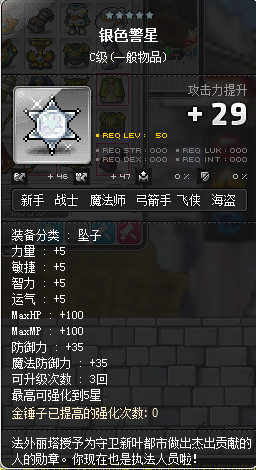 银色警星
C级(一般物品)
攻击力提升
+29
REQ LEV : 50
REQ STR : 000
REQ LUK : 000
REQ DEX : 000
REQ INT : 000
+46
+47
0%
0%
新手 战士 魔法师 弓箭手 飞侠 海盗
装备分类 : 坠子
力量 : +5
敏捷 : +5
智力 : +5
运气 : +5
MaxHP : +100
MaxMP : +100
防御力 : +35
魔法防御力 : +35
可升级次数 : 3回
最高可强化到5星
金锤子已提高的强化次数: 0
法外丽塔授予为守卫新叶都市做出杰出贡献的
人的勋章。你现在也是执法人员啦!